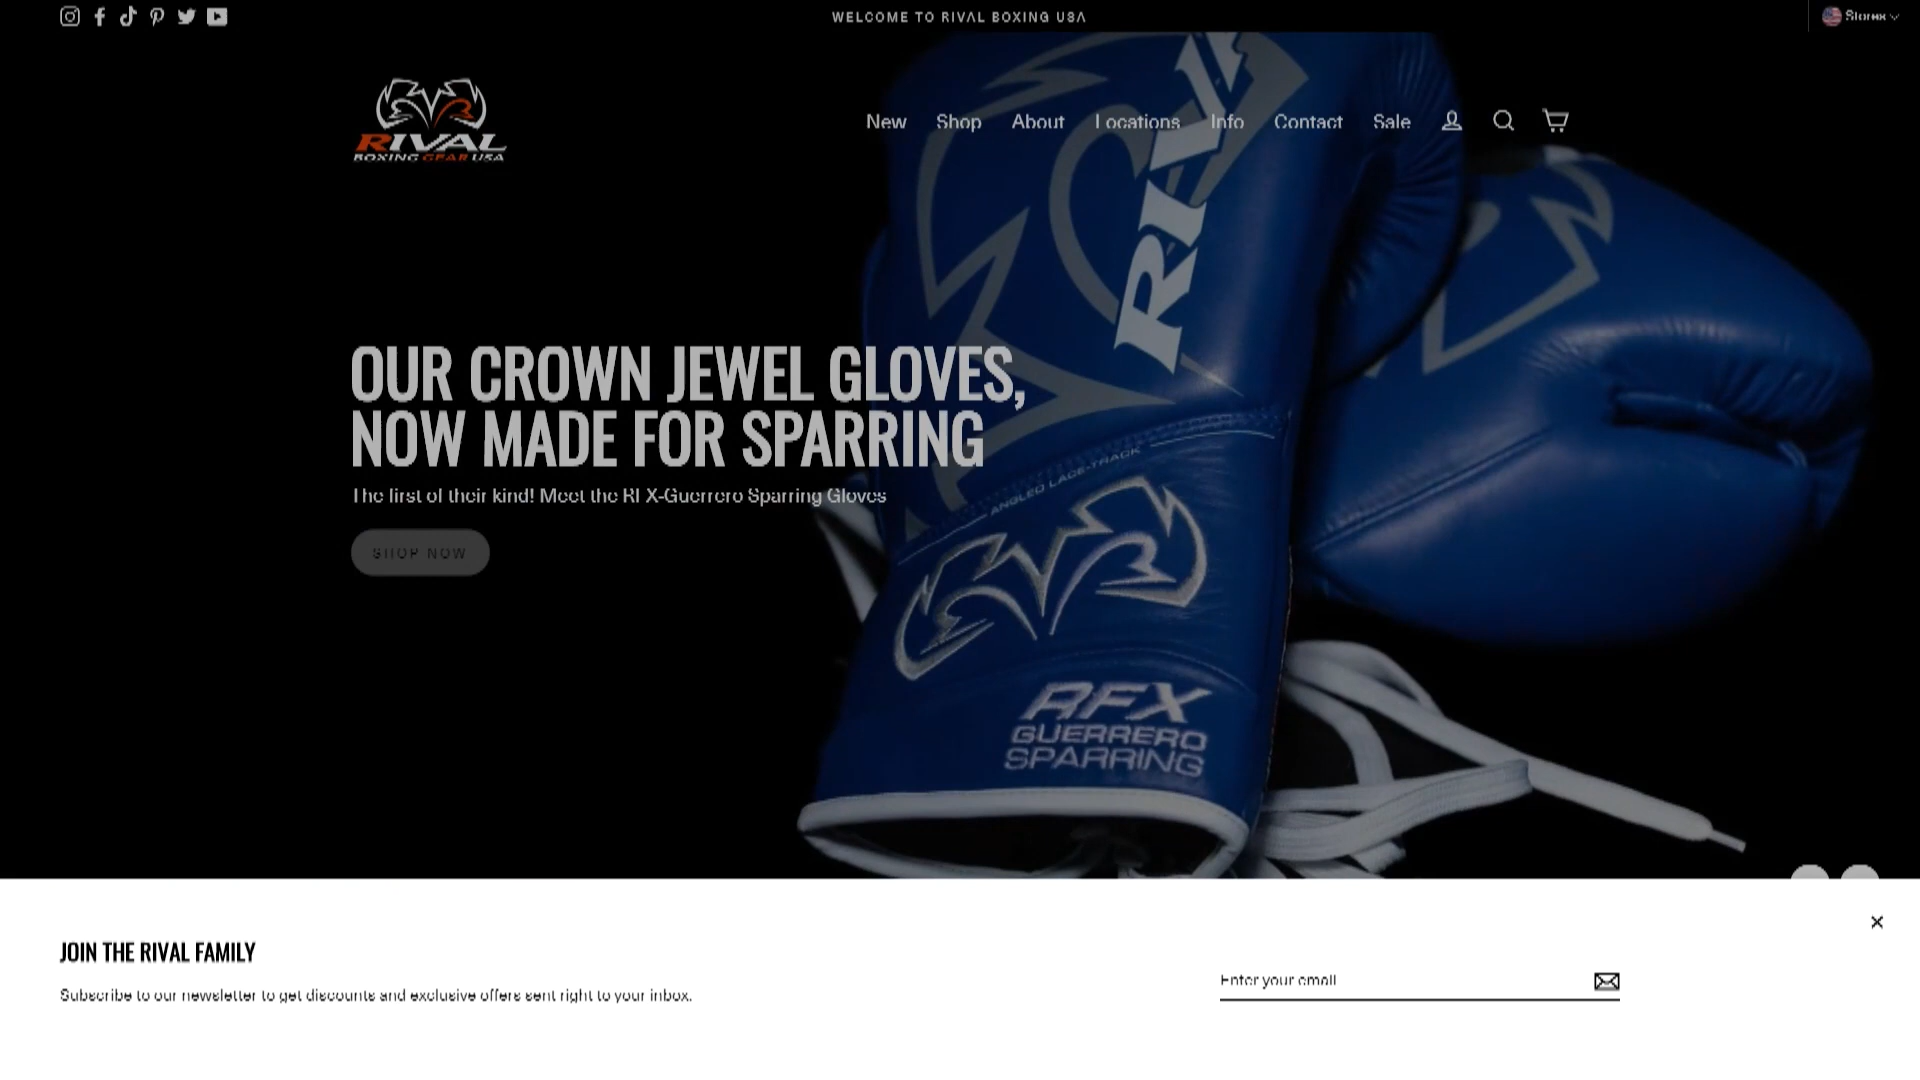 WELCOME TO RIVAL BOXING USA
Stores
RIVAL
BOXING GEAR USA
New Shop About Locations Info Contact Sale
RIVAL
OUR CROWN JEWEL GLOVES,
NOW MADE FOR SPARRING
The first of their kind! Meet the RFX-Guerrero Sparring Gloves
SHOP NOW
ANGLED LACE-TRACK
RFX
GUERRERO
SPARRING
JOIN THE RIVAL FAMILY
Subscribe to our newsletter to get discounts and exclusive offers sent right to your inbox.
Enter your email